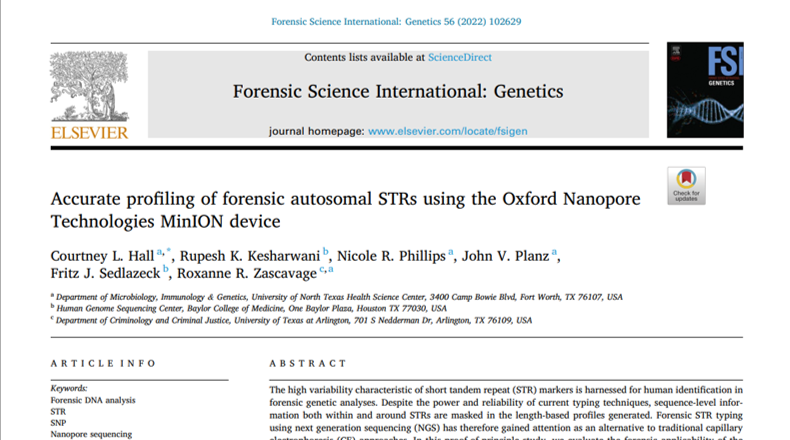 Forensic Science International: Genetics 56 (2022) 102629
Contents lists available at ScienceDirect
Forensic Science International: Genetics
journal homepage: www.elsevier.com/locate/fsigen
ELSEVIER
FSI
GENETICS
Check for
updates
Accurate profiling of forensic autosomal STRs using the Oxford Nanopore
Technologies MinION device
Courtney L. Hall a,*, Rupesh K. Kesharwani b, Nicole R. Phillips a, John V. Planz a,
Fritz J. Sedlazeck b, Roxanne R. Zascavage c,a
a Department of Microbiology, Immunology & Genetics, University of North Texas Health Science Center, 3400 Camp Bowie Blvd, Fort Worth, TX 76107, USA
b Human Genome Sequencing Center, Baylor College of Medicine, One Baylor Plaza, Houston TX 77030, USA
c Department of Criminology and Criminal Justice, University of Texas at Arlington, 701 S Nedderman Dr, Arlington, TX 76109, USA
ARTICLE INFO
Keywords:
Forensic DNA analysis
STR
SNP
Nanopore sequencing
ABSTRACT
The high variability characteristic of short tandem repeat (STR) markers is harnessed for human identification in
forensic genetic analyses. Despite the power and reliability of current typing techniques, sequence-level infor-
mation both within and around STRs are masked in the length-based profiles generated. Forensic STR typing
using next generation sequencing (NGS) has therefore gained attention as an alternative to traditional capillary